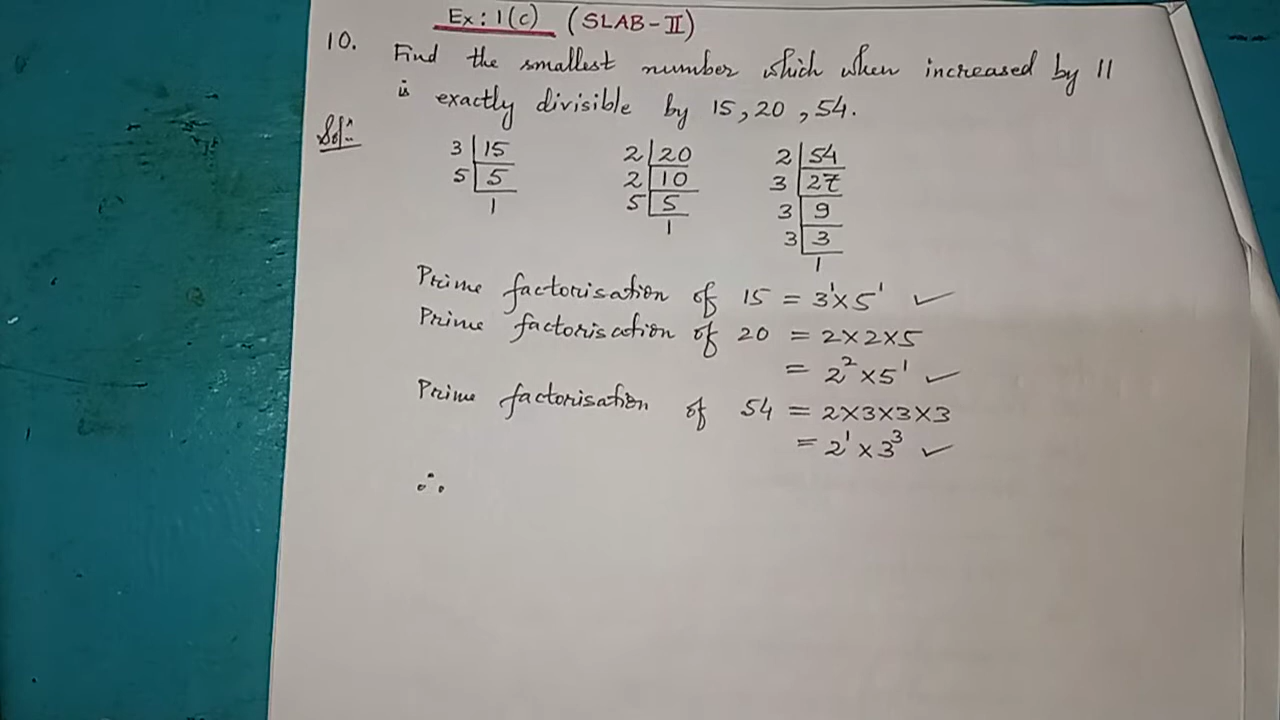 Ex: 1(c) (SLAB-II)
10. Find the smallest number which when increased by 11
is exactly divisible by 15, 20, 54.
Solⁿ:
3 | 15 2 | 20 2 | 54
5 | 5 2 | 10 3 | 27
1 5 | 5 3 | 9
1 3 | 3
1
Prime factorisation of 15 = 3¹×5¹ ✓
Prime factorisation of 20 = 2×2×5
= 2²×5¹ ✓
Prime factorisation of 54 = 2×3×3×3
= 2¹×3³ ✓
∴